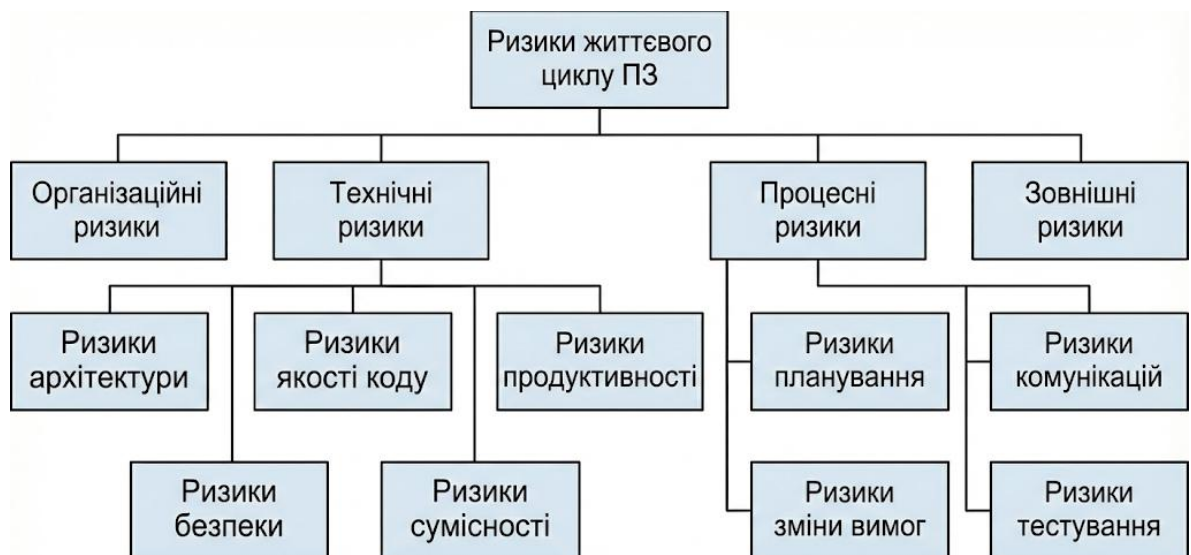 Ризики життєвого
циклу ПЗ
Організаційні
ризики
Технічні
ризики
Процесні
ризики
Зовнішні
ризики
Ризики
архітектури
Ризики
якості коду
Ризики
продуктивності
Ризики
планування
Ризики
комунікацій
Ризики
безпеки
Ризики
сумісності
Ризики
зміни вимог
Ризики
тестування